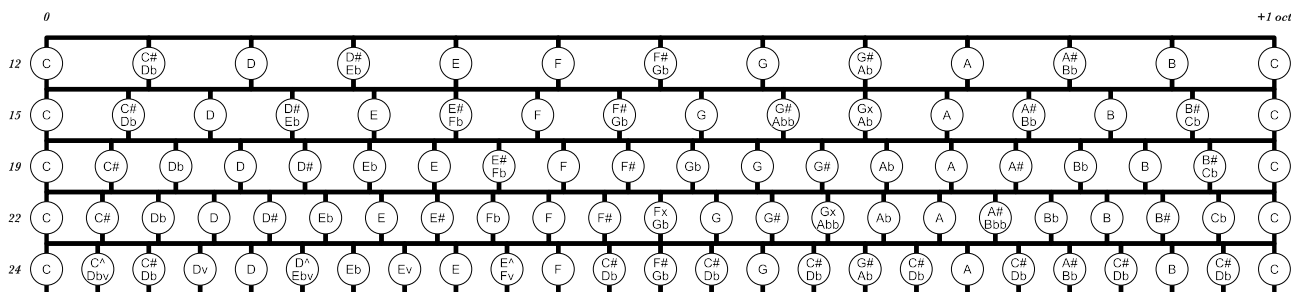 0 +1 oct
12 C C# Db D D# Eb E F F# Gb G G# Ab A A# Bb B C
15 C C# Db D D# Eb E E# Fb F F# Gb G G# Abb Gx Ab A A# Bb B B# Cb C
19 C C# Db D D# Eb E E# Fb F F# Gb G G# Ab A A# Bb B B# Cb C
22 C C# Db D D# Eb E E# Fb F F# Fx Gb G G# Gx Abb Ab A A# Bbb Bb B B# Cb C
24 C C^ Dbv C# Db Dv D D^ Ebv Eb Ev E E^ Fv F C# Db F# Gb C# Db G C# Db G# Ab C# Db A C# Db A# Bb C# Db B C# Db C